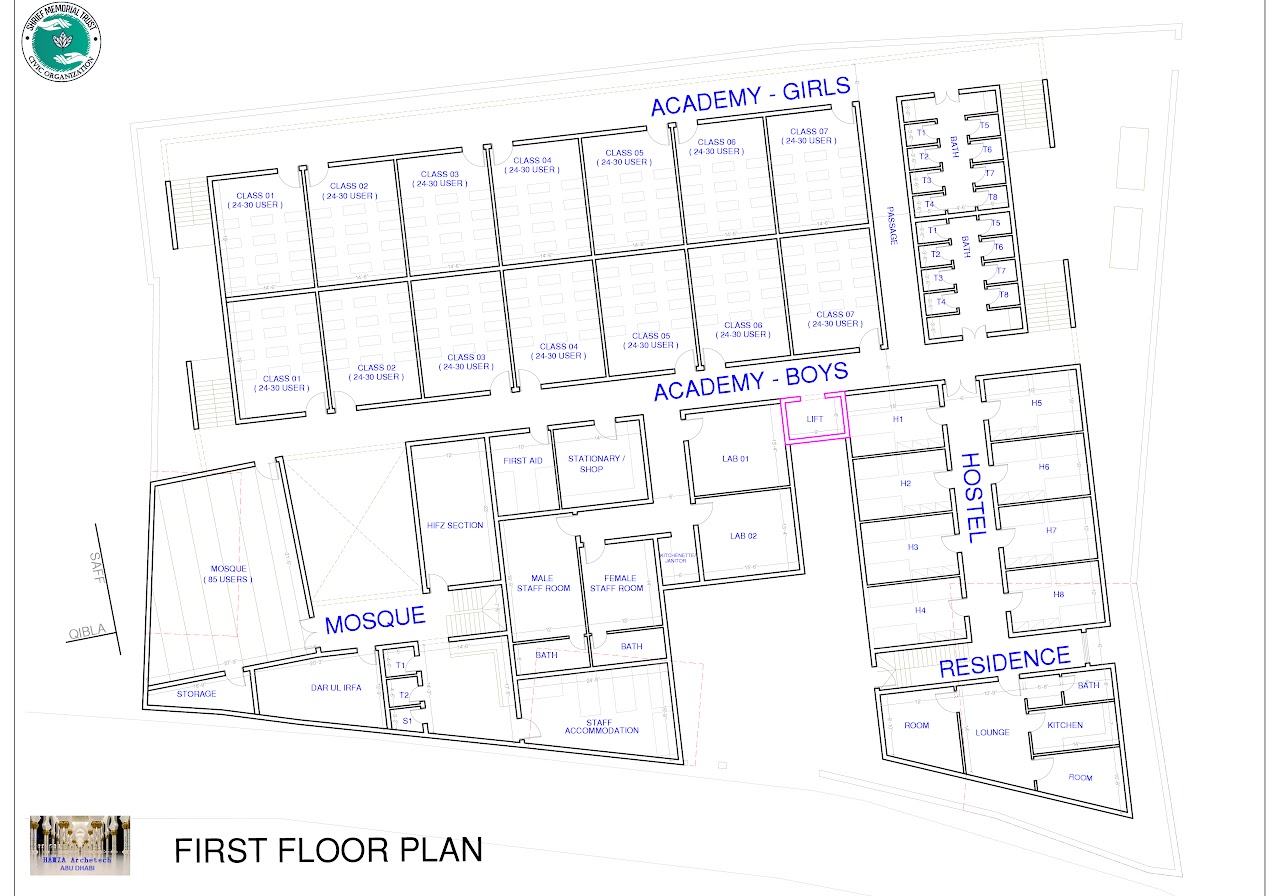 SHRIEF MEMORIAL TRUST
CIVIC ORGANIZATION
ACADEMY - GIRLS
CLASS 01
( 24-30 USER )
CLASS 02
( 24-30 USER )
CLASS 03
( 24-30 USER )
CLASS 04
( 24-30 USER )
CLASS 05
( 24-30 USER )
CLASS 06
( 24-30 USER )
CLASS 07
( 24-30 USER )
T1
T2
T3
T4
BATH
T5
T6
T7
T8
PASSAGE
T1
T2
T3
T4
BATH
T5
T6
T7
T8
CLASS 01
( 24-30 USER )
CLASS 02
( 24-30 USER )
CLASS 03
( 24-30 USER )
CLASS 04
( 24-30 USER )
CLASS 05
( 24-30 USER )
CLASS 06
( 24-30 USER )
CLASS 07
( 24-30 USER )
ACADEMY - BOYS
LIFT
H1
H2
H3
H4
HOSTEL
H5
H6
H7
H8
FIRST AID
STATIONARY /
SHOP
LAB 01
LAB 02
HIFZ SECTION
KITCHENETTE/
JANITOR
MALE
STAFF ROOM
FEMALE
STAFF ROOM
BATH
BATH
SAFF
QIBLA
MOSQUE
( 85 USERS )
MOSQUE
STORAGE
DAR UL IRFA
T1
T2
S1
STAFF
ACCOMMODATION
RESIDENCE
ROOM
LOUNGE
BATH
KITCHEN
ROOM
HAMZA Archetech
ABU DHABI
FIRST FLOOR PLAN